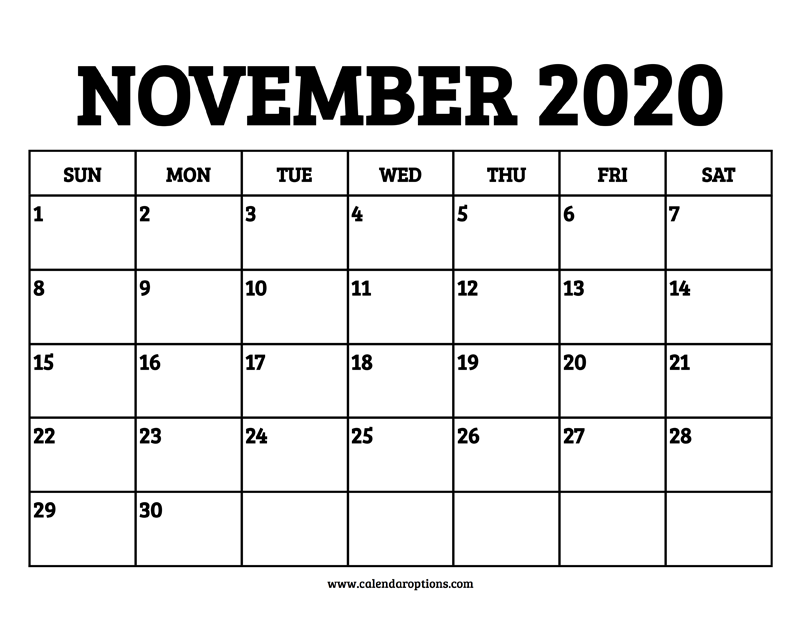 NOVEMBER 2020
SUN MON TUE WED THU FRI SAT
1 2 3 4 5 6 7
8 9 10 11 12 13 14
15 16 17 18 19 20 21
22 23 24 25 26 27 28
29 30
www.calendaroptions.com